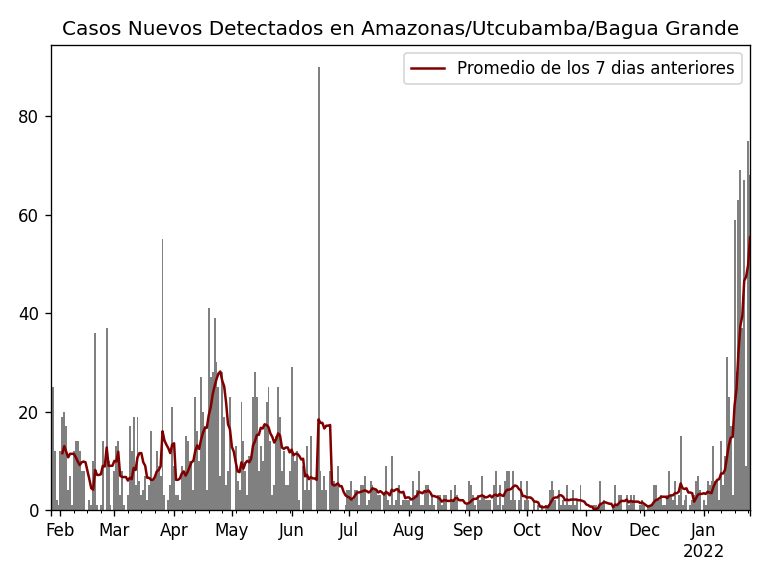 Casos Nuevos Detectados en Amazonas/Utcubamba/Bagua Grande
Promedio de los 7 dias anteriores
80
60
40
20
0
Feb Mar Apr May Jun Jul Aug Sep Oct Nov Dec Jan
2022